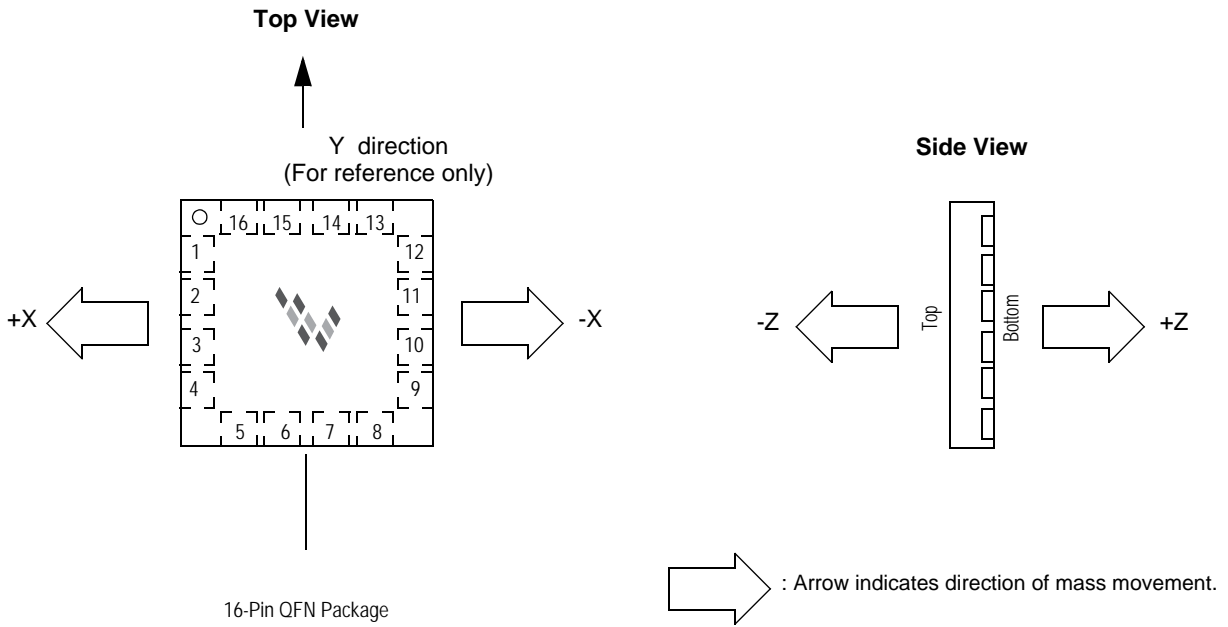 Top View
Y direction
(For reference only)
Side View
16 15 14 13
1
2
3
4
12
11
10
9
5 6 7 8
+X
-X
-Z
Top
Bottom
+Z
16-Pin QFN Package
: Arrow indicates direction of mass movement.